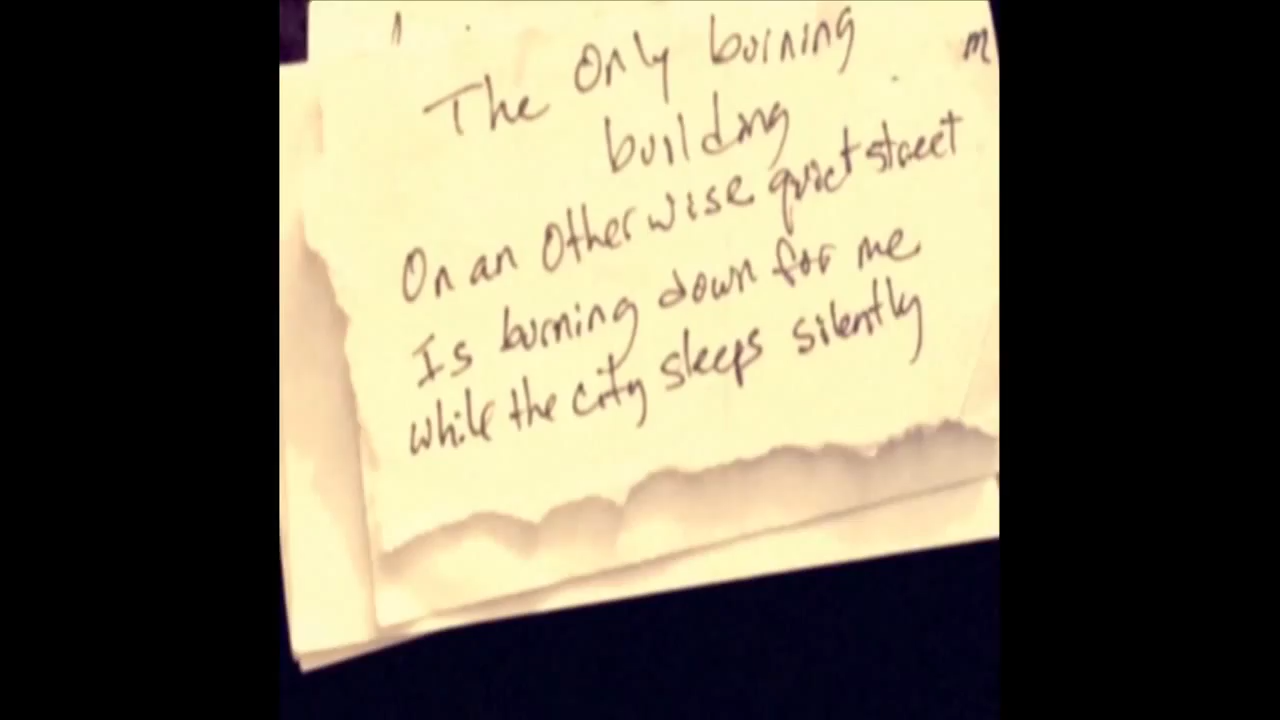 The Only burning
building
On an Otherwise quiet street
Is burning down for me
while the city sleeps silently